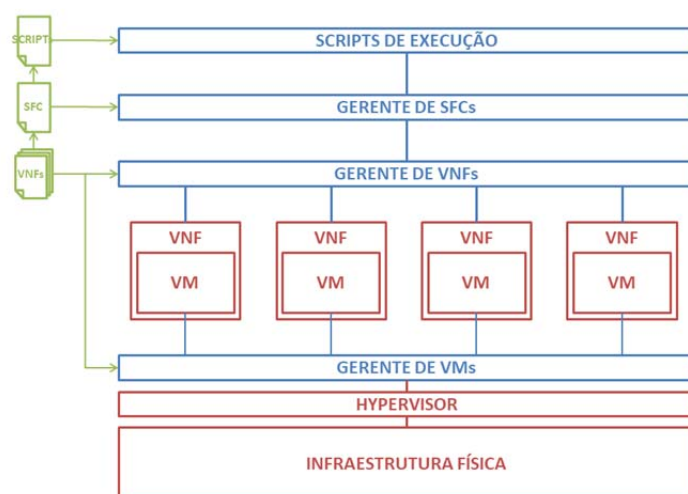 SCRIPTS
SCRIPTS DE EXECUÇÃO
SFC
GERENTE DE SFCs
VNFs
GERENTE DE VNFs
VNF
VNF
VNF
VNF
VM
VM
VM
VM
GERENTE DE VMs
HYPERVISOR
INFRAESTRUTURA FÍSICA